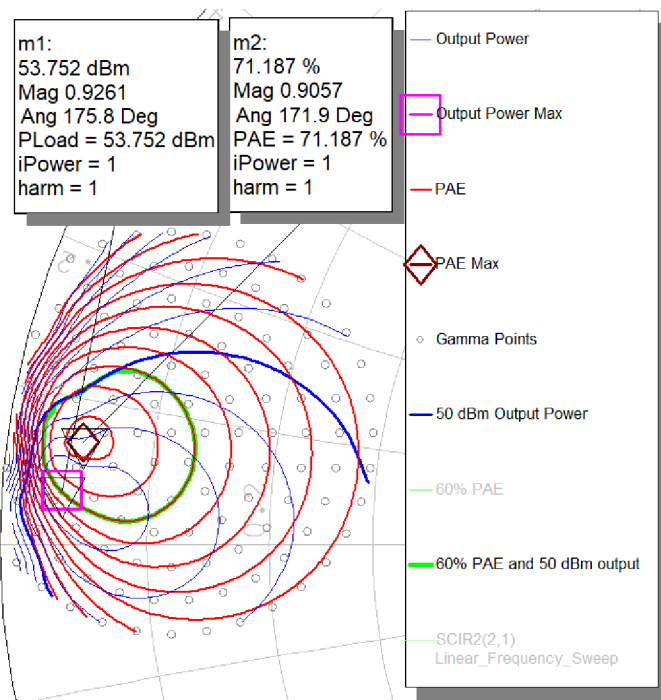 m1:
53.752 dBm
Mag 0.9261
Ang 175.8 Deg
PLoad = 53.752 dBm
iPower = 1
harm = 1
m2:
71.187 %
Mag 0.9057
Ang 171.9 Deg
PAE = 71.187 %
iPower = 1
harm = 1
Output Power
Output Power Max
PAE
PAE Max
Gamma Points
50 dBm Output Power
60% PAE
60% PAE and 50 dBm output
SCIR2(2,1)
Linear_Frequency_Sweep